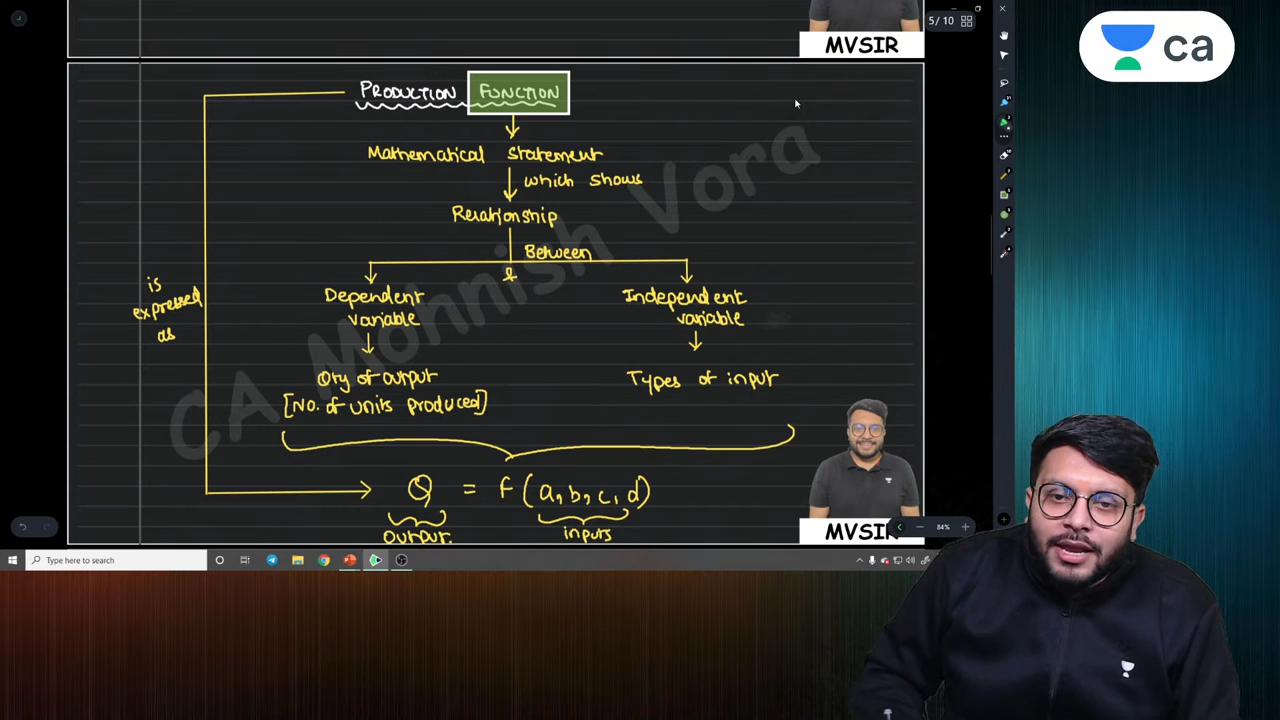 MVSIR
5/10
ca
PRODUCTION FUNCTION
Mathematical statement
which shows
Relationship
Between
&
Dependent
variable
Independent
variable
is
expressed
as
Qty of output
[No. of units produced]
Types of input
Q = f (a, b, c, d)
output.
inputs
CA Mohnish Vora
MVSIR
84%
Type here to search